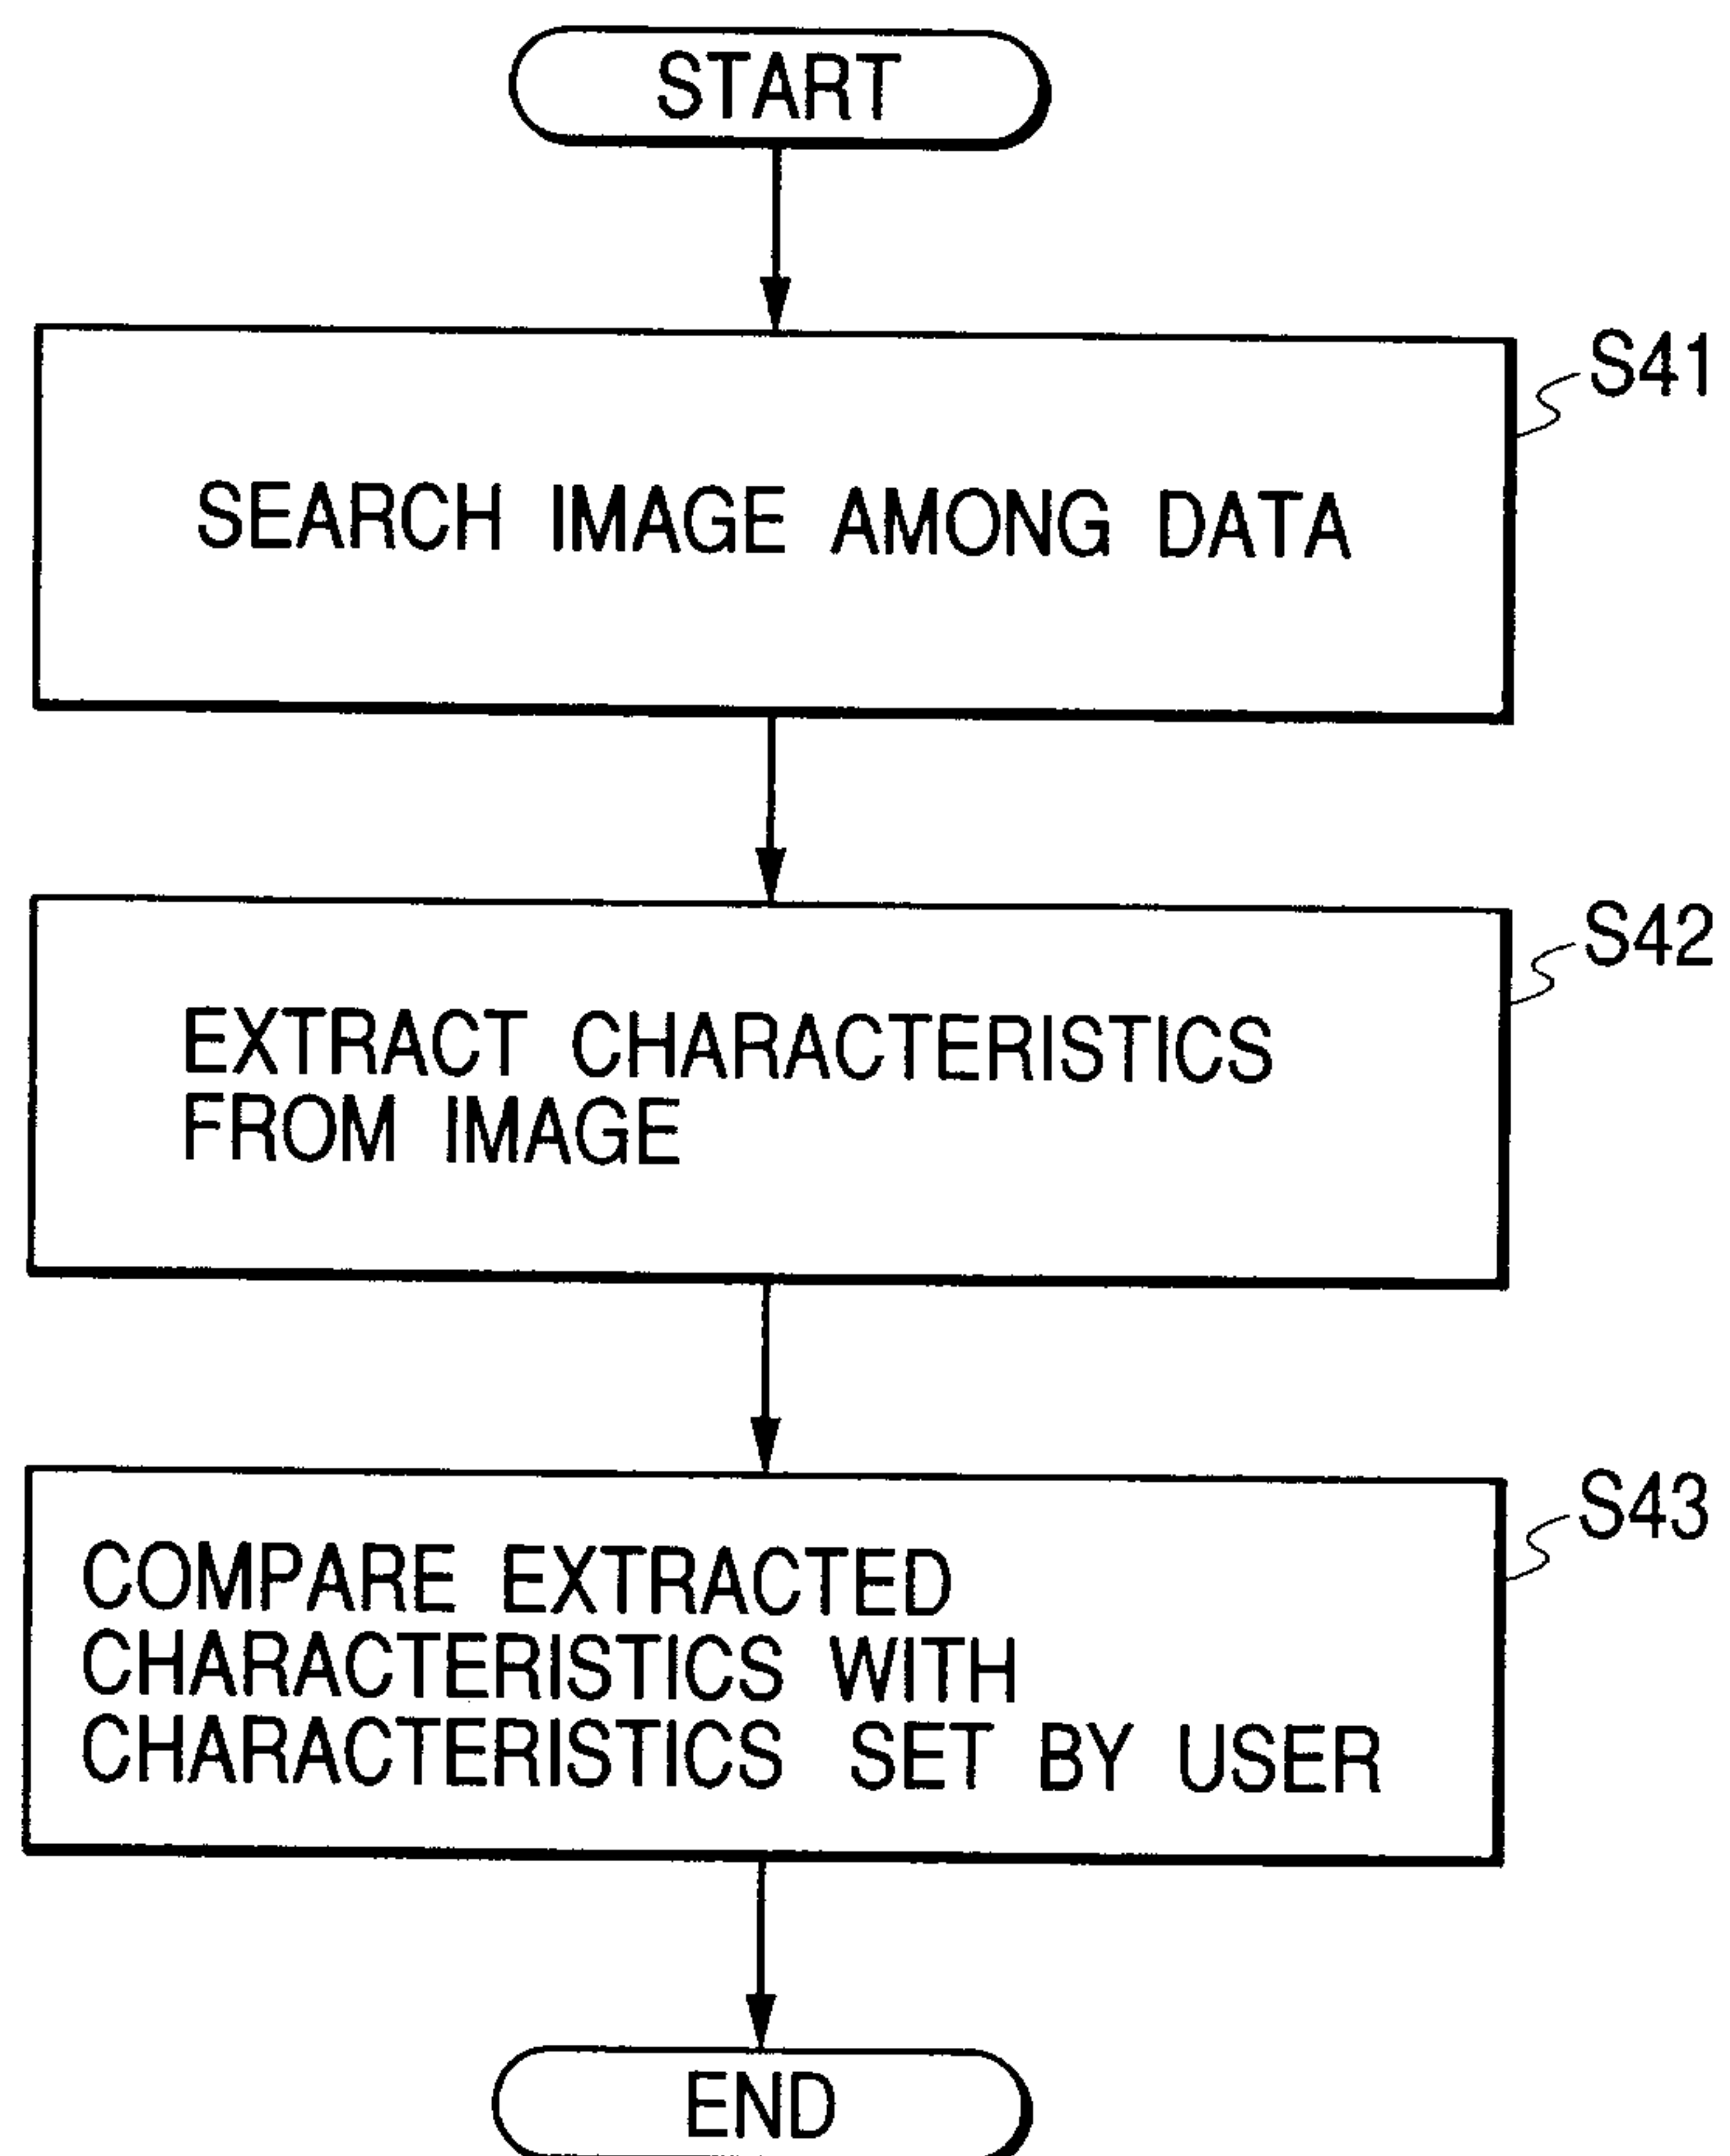 START
S41
SEARCH IMAGE AMONG DATA
S42
EXTRACT CHARACTERISTICS
FROM IMAGE
S43
COMPARE EXTRACTED
CHARACTERISTICS WITH
CHARACTERISTICS SET BY USER
END